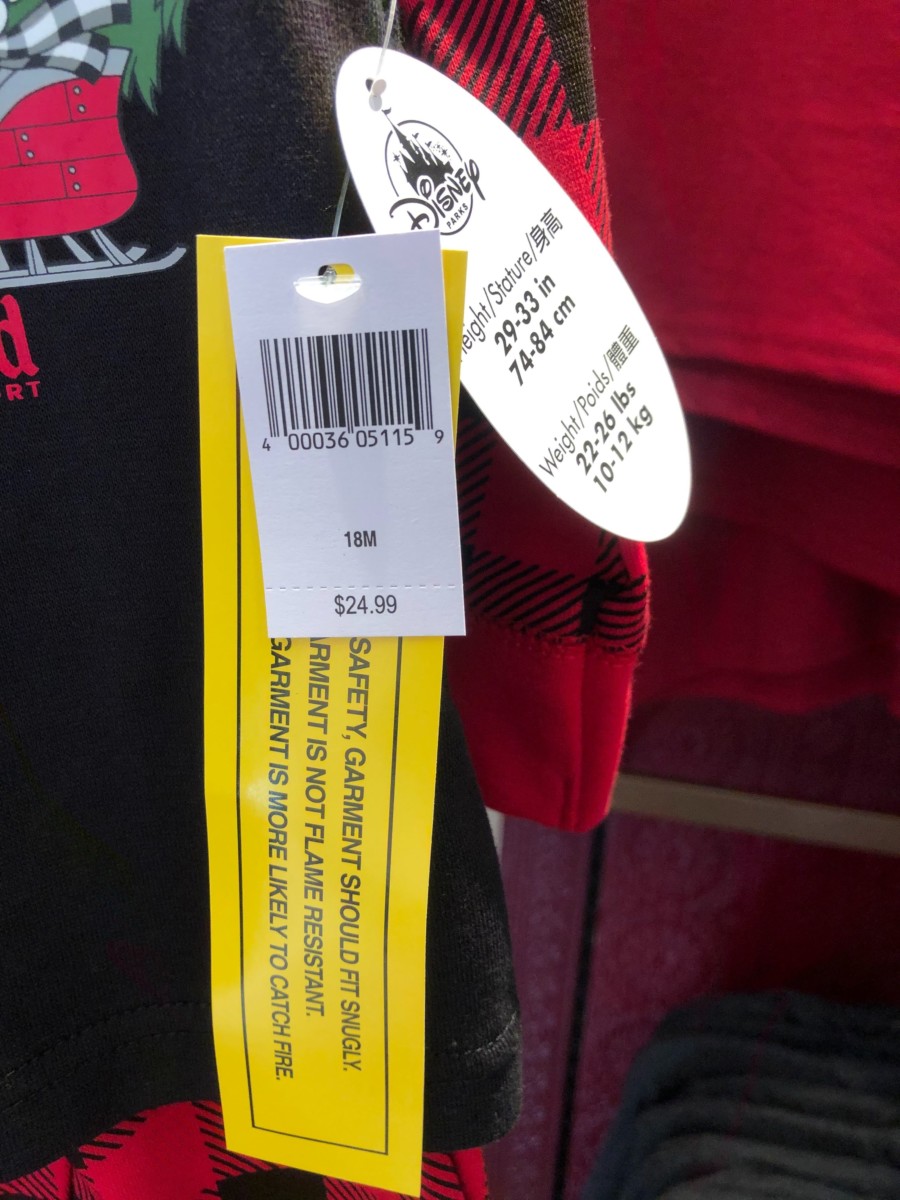 d
RT
Disney
PARKS
eight/Stature/身高
29-33 in
74-84 cm
Weight/Poids/體重
22-26 lbs
10-12 kg
4 00036 05115 9
18M
$24.99
SAFETY, GARMENT SHOULD FIT SNUGLY.
ARMENT IS NOT FLAME RESISTANT.
GARMENT IS MORE LIKELY TO CATCH FIRE.